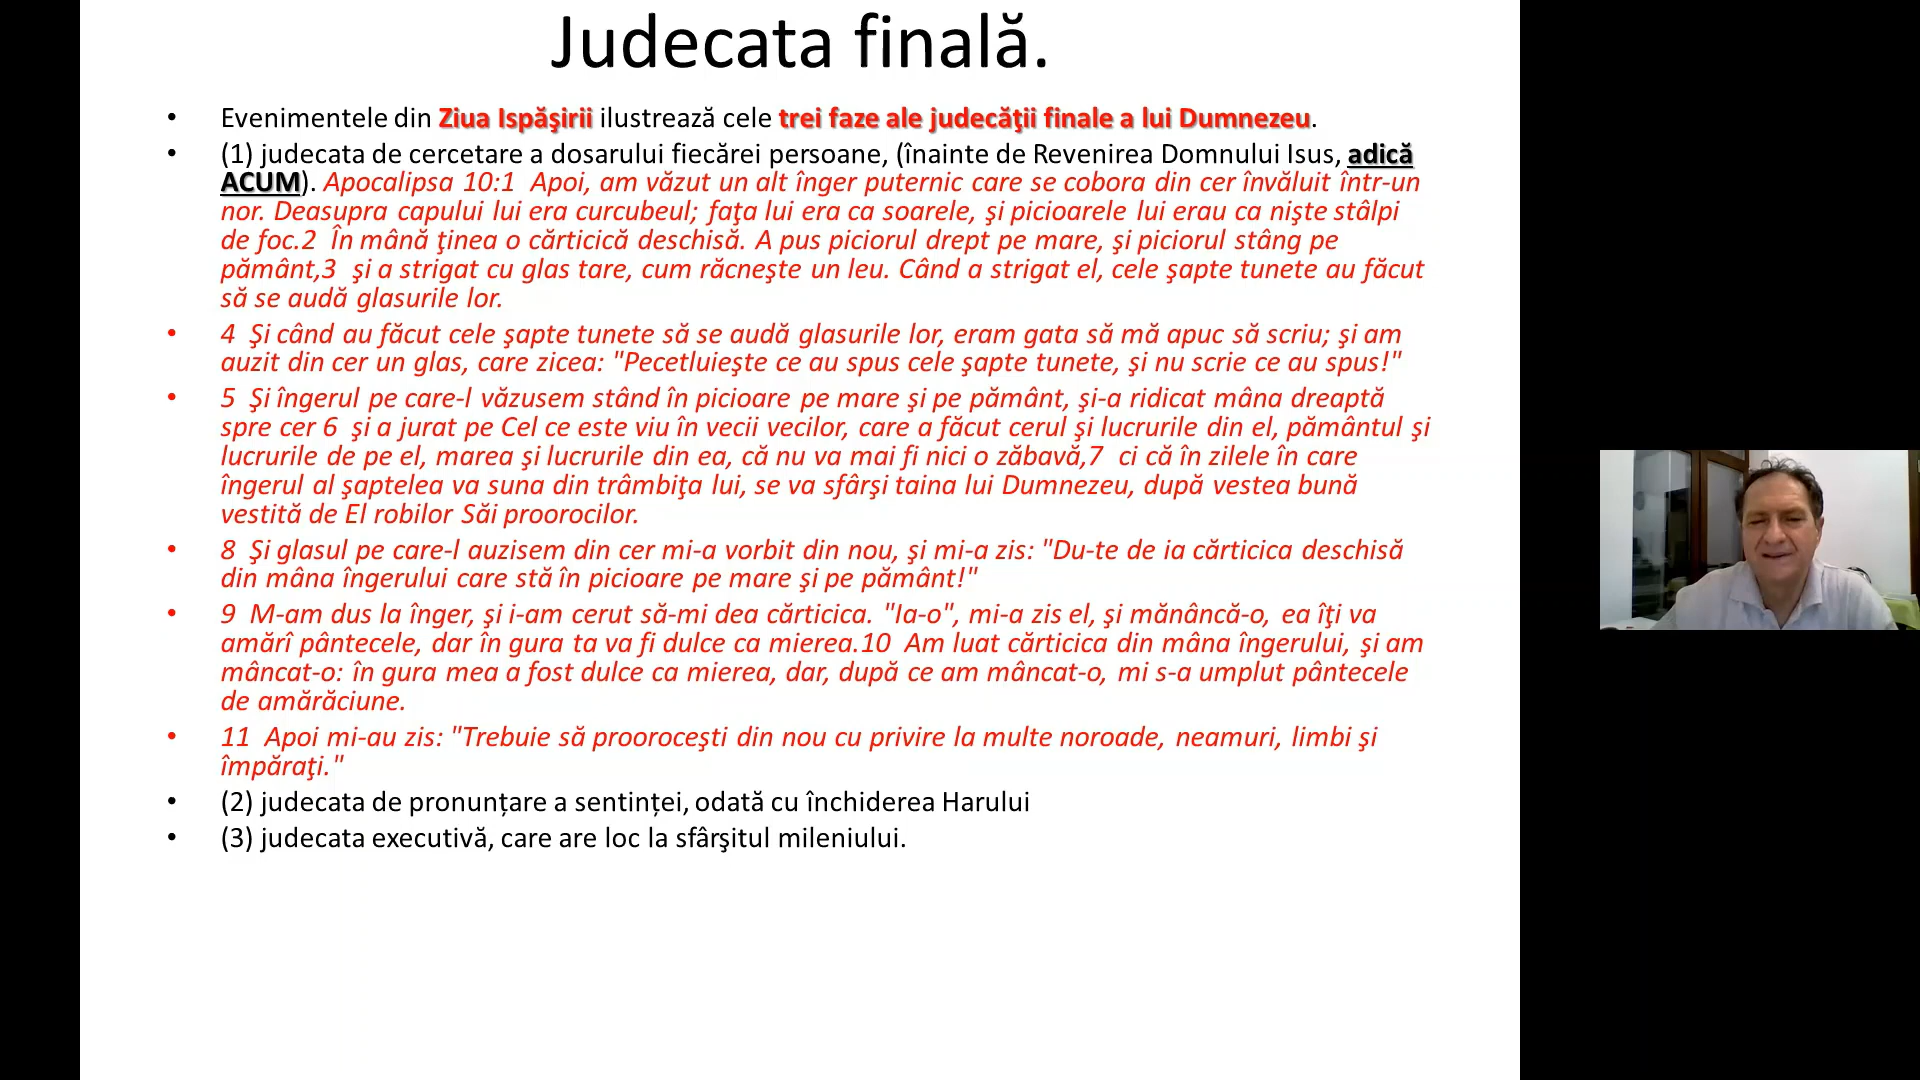 Judecata finală.
• Evenimentele din Ziua Ispăşirii ilustrează cele trei faze ale judecăţii finale a lui Dumnezeu.
• (1) judecata de cercetare a dosarului fiecărei persoane, (înainte de Revenirea Domnului Isus, adică
ACUM). Apocalipsa 10:1  Apoi, am văzut un alt înger puternic care se cobora din cer învăluit într-un
nor. Deasupra capului lui era curcubeul; faţa lui era ca soarele, şi picioarele lui erau ca nişte stâlpi
de foc.2  În mână ţinea o cărticică deschisă. A pus piciorul drept pe mare, şi piciorul stâng pe
pământ,3  şi a strigat cu glas tare, cum răcneşte un leu. Când a strigat el, cele şapte tunete au făcut
să se audă glasurile lor.
• 4  Şi când au făcut cele şapte tunete să se audă glasurile lor, eram gata să mă apuc să scriu; şi am
auzit din cer un glas, care zicea: "Pecetluieşte ce au spus cele şapte tunete, şi nu scrie ce au spus!"
• 5  Şi îngerul pe care-l văzusem stând în picioare pe mare şi pe pământ, şi-a ridicat mâna dreaptă
spre cer 6  şi a jurat pe Cel ce este viu în vecii vecilor, care a făcut cerul şi lucrurile din el, pământul şi
lucrurile de pe el, marea şi lucrurile din ea, că nu va mai fi nici o zăbavă,7  ci că în zilele în care
îngerul al şaptelea va suna din trâmbiţa lui, se va sfârşi taina lui Dumnezeu, după vestea bună
vestită de El robilor Săi proorocilor.
• 8  Şi glasul pe care-l auzisem din cer mi-a vorbit din nou, şi mi-a zis: "Du-te de ia cărticica deschisă
din mâna îngerului care stă în picioare pe mare şi pe pământ!"
• 9  M-am dus la înger, şi i-am cerut să-mi dea cărticica. "Ia-o", mi-a zis el, şi mănâncă-o, ea îţi va
amărî pântecele, dar în gura ta va fi dulce ca mierea.10  Am luat cărticica din mâna îngerului, şi am
mâncat-o: în gura mea a fost dulce ca mierea, dar, după ce am mâncat-o, mi s-a umplut pântecele
de amărăciune.
• 11  Apoi mi-au zis: "Trebuie să prooroceşti din nou cu privire la multe noroade, neamuri, limbi şi
împăraţi."
• (2) judecata de pronunțare a sentinței, odată cu închiderea Harului
• (3) judecata executivă, care are loc la sfârşitul mileniului.